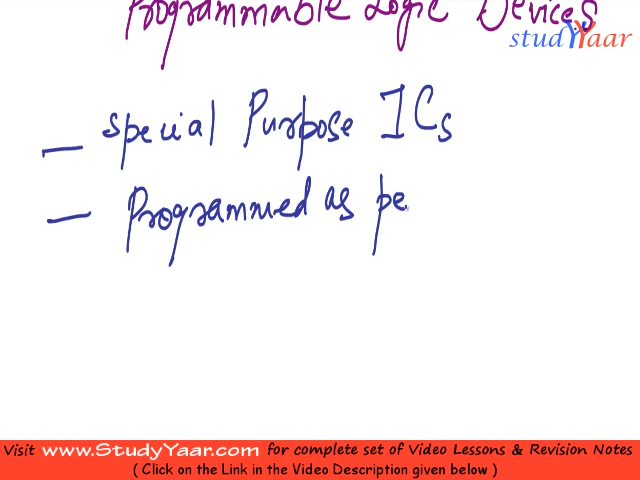 Programmable Logic Devices
studYYaar
— Special Purpose ICs
— Programmed as pe
Visit www.StudyYaar.com for complete set of Video Lessons & Revision Notes
( Click on the Link in the Video Description given below )